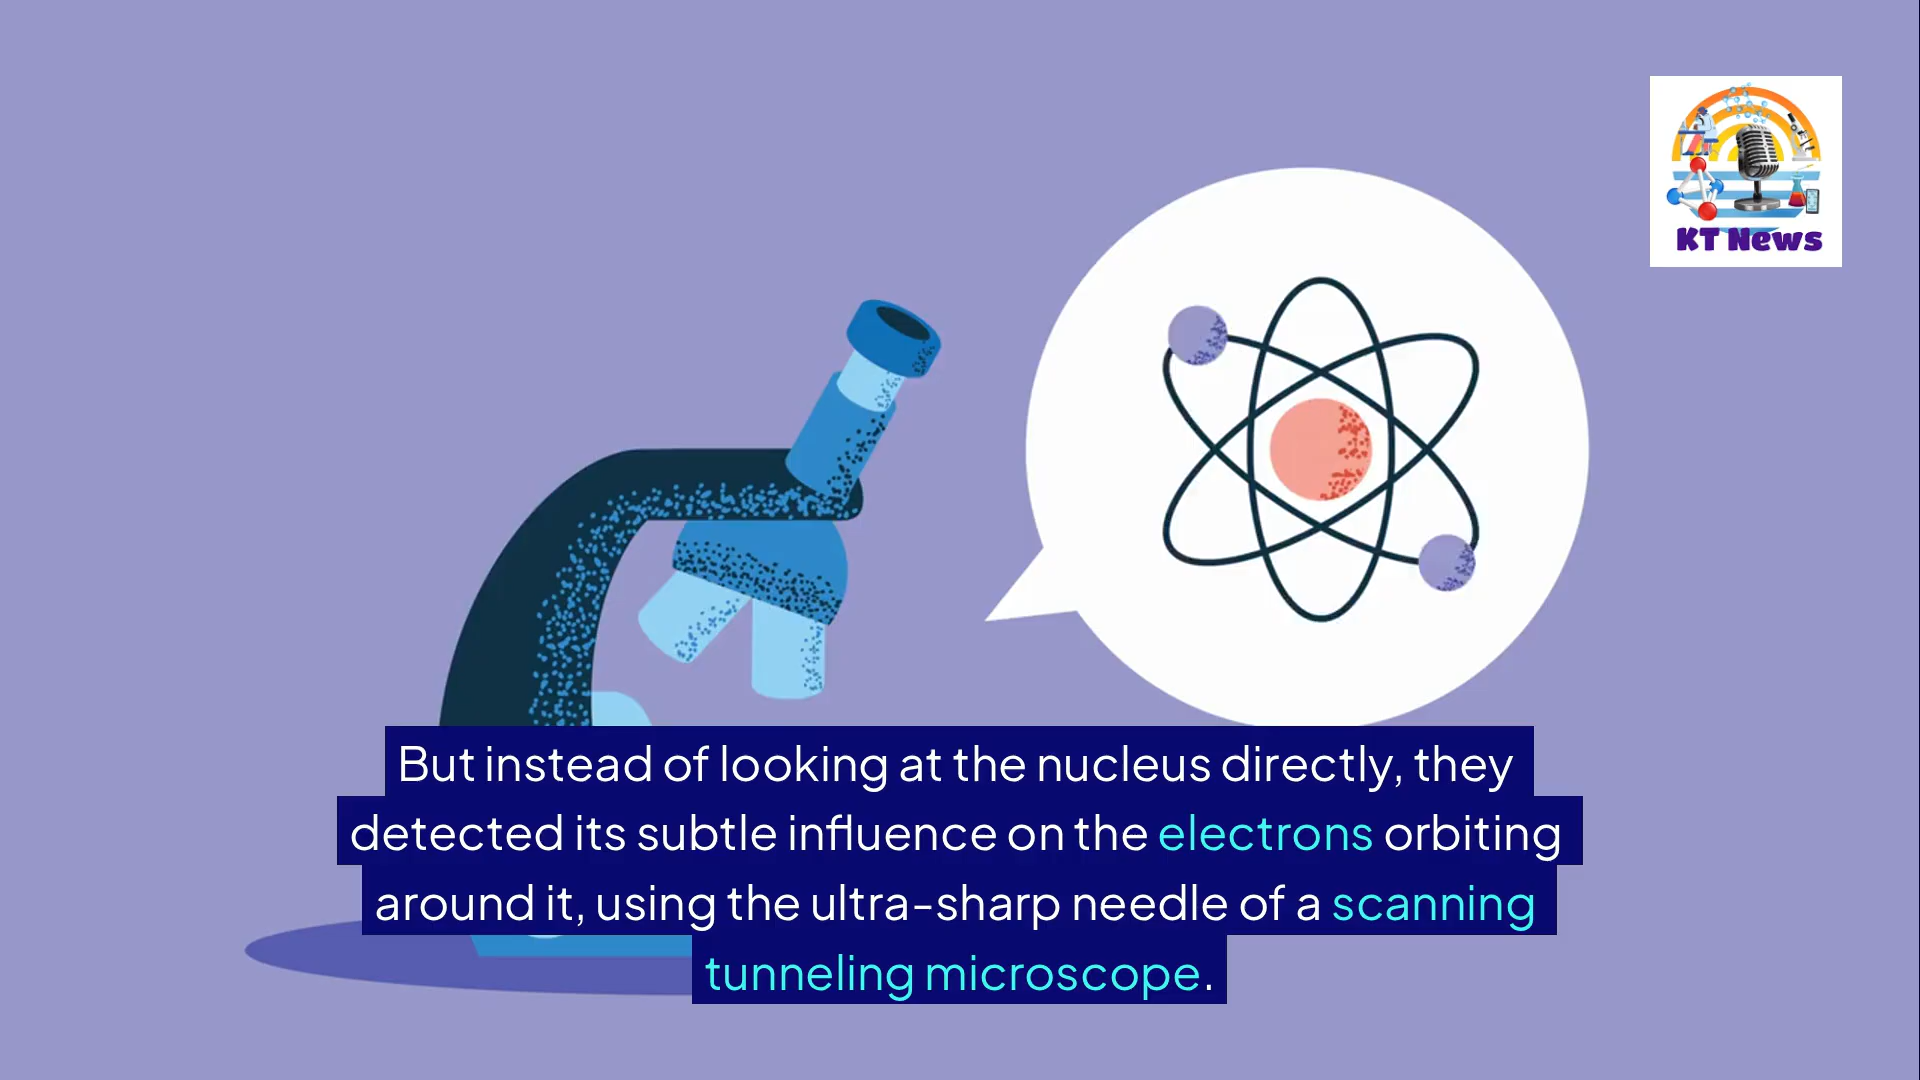 KT News
But instead of looking at the nucleus directly, they
detected its subtle influence on the electrons orbiting
around it, using the ultra-sharp needle of a scanning
tunneling microscope.